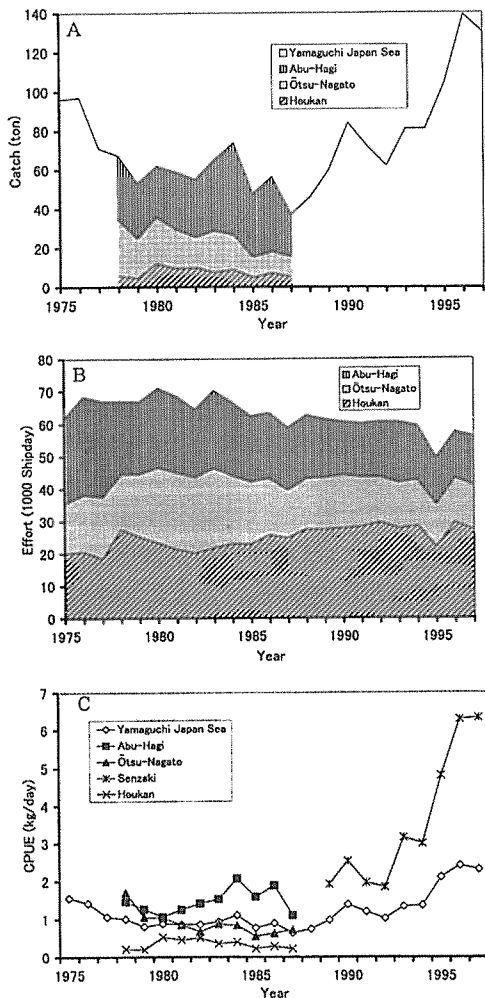 A
Yamaguchi Japan Sea
Abu-Hagi
Ōtsu-Nagato
Houkan
Catch (ton)
140
120
100
80
60
40
20
0
1975 1980 1985 1990 1995
Year
B
Abu-Hagi
Ōtsu-Nagato
Houkan
Effort (1000 Shipday)
80
70
60
50
40
30
20
10
0
1975 1980 1985 1990 1995
Year
C
Yamaguchi Japan Sea
Abu-Hagi
Ōtsu-Nagato
Senzaki
Houkan
CPUE (kg/day)
7
6
5
4
3
2
1
0
1975 1980 1985 1990 1995
Year